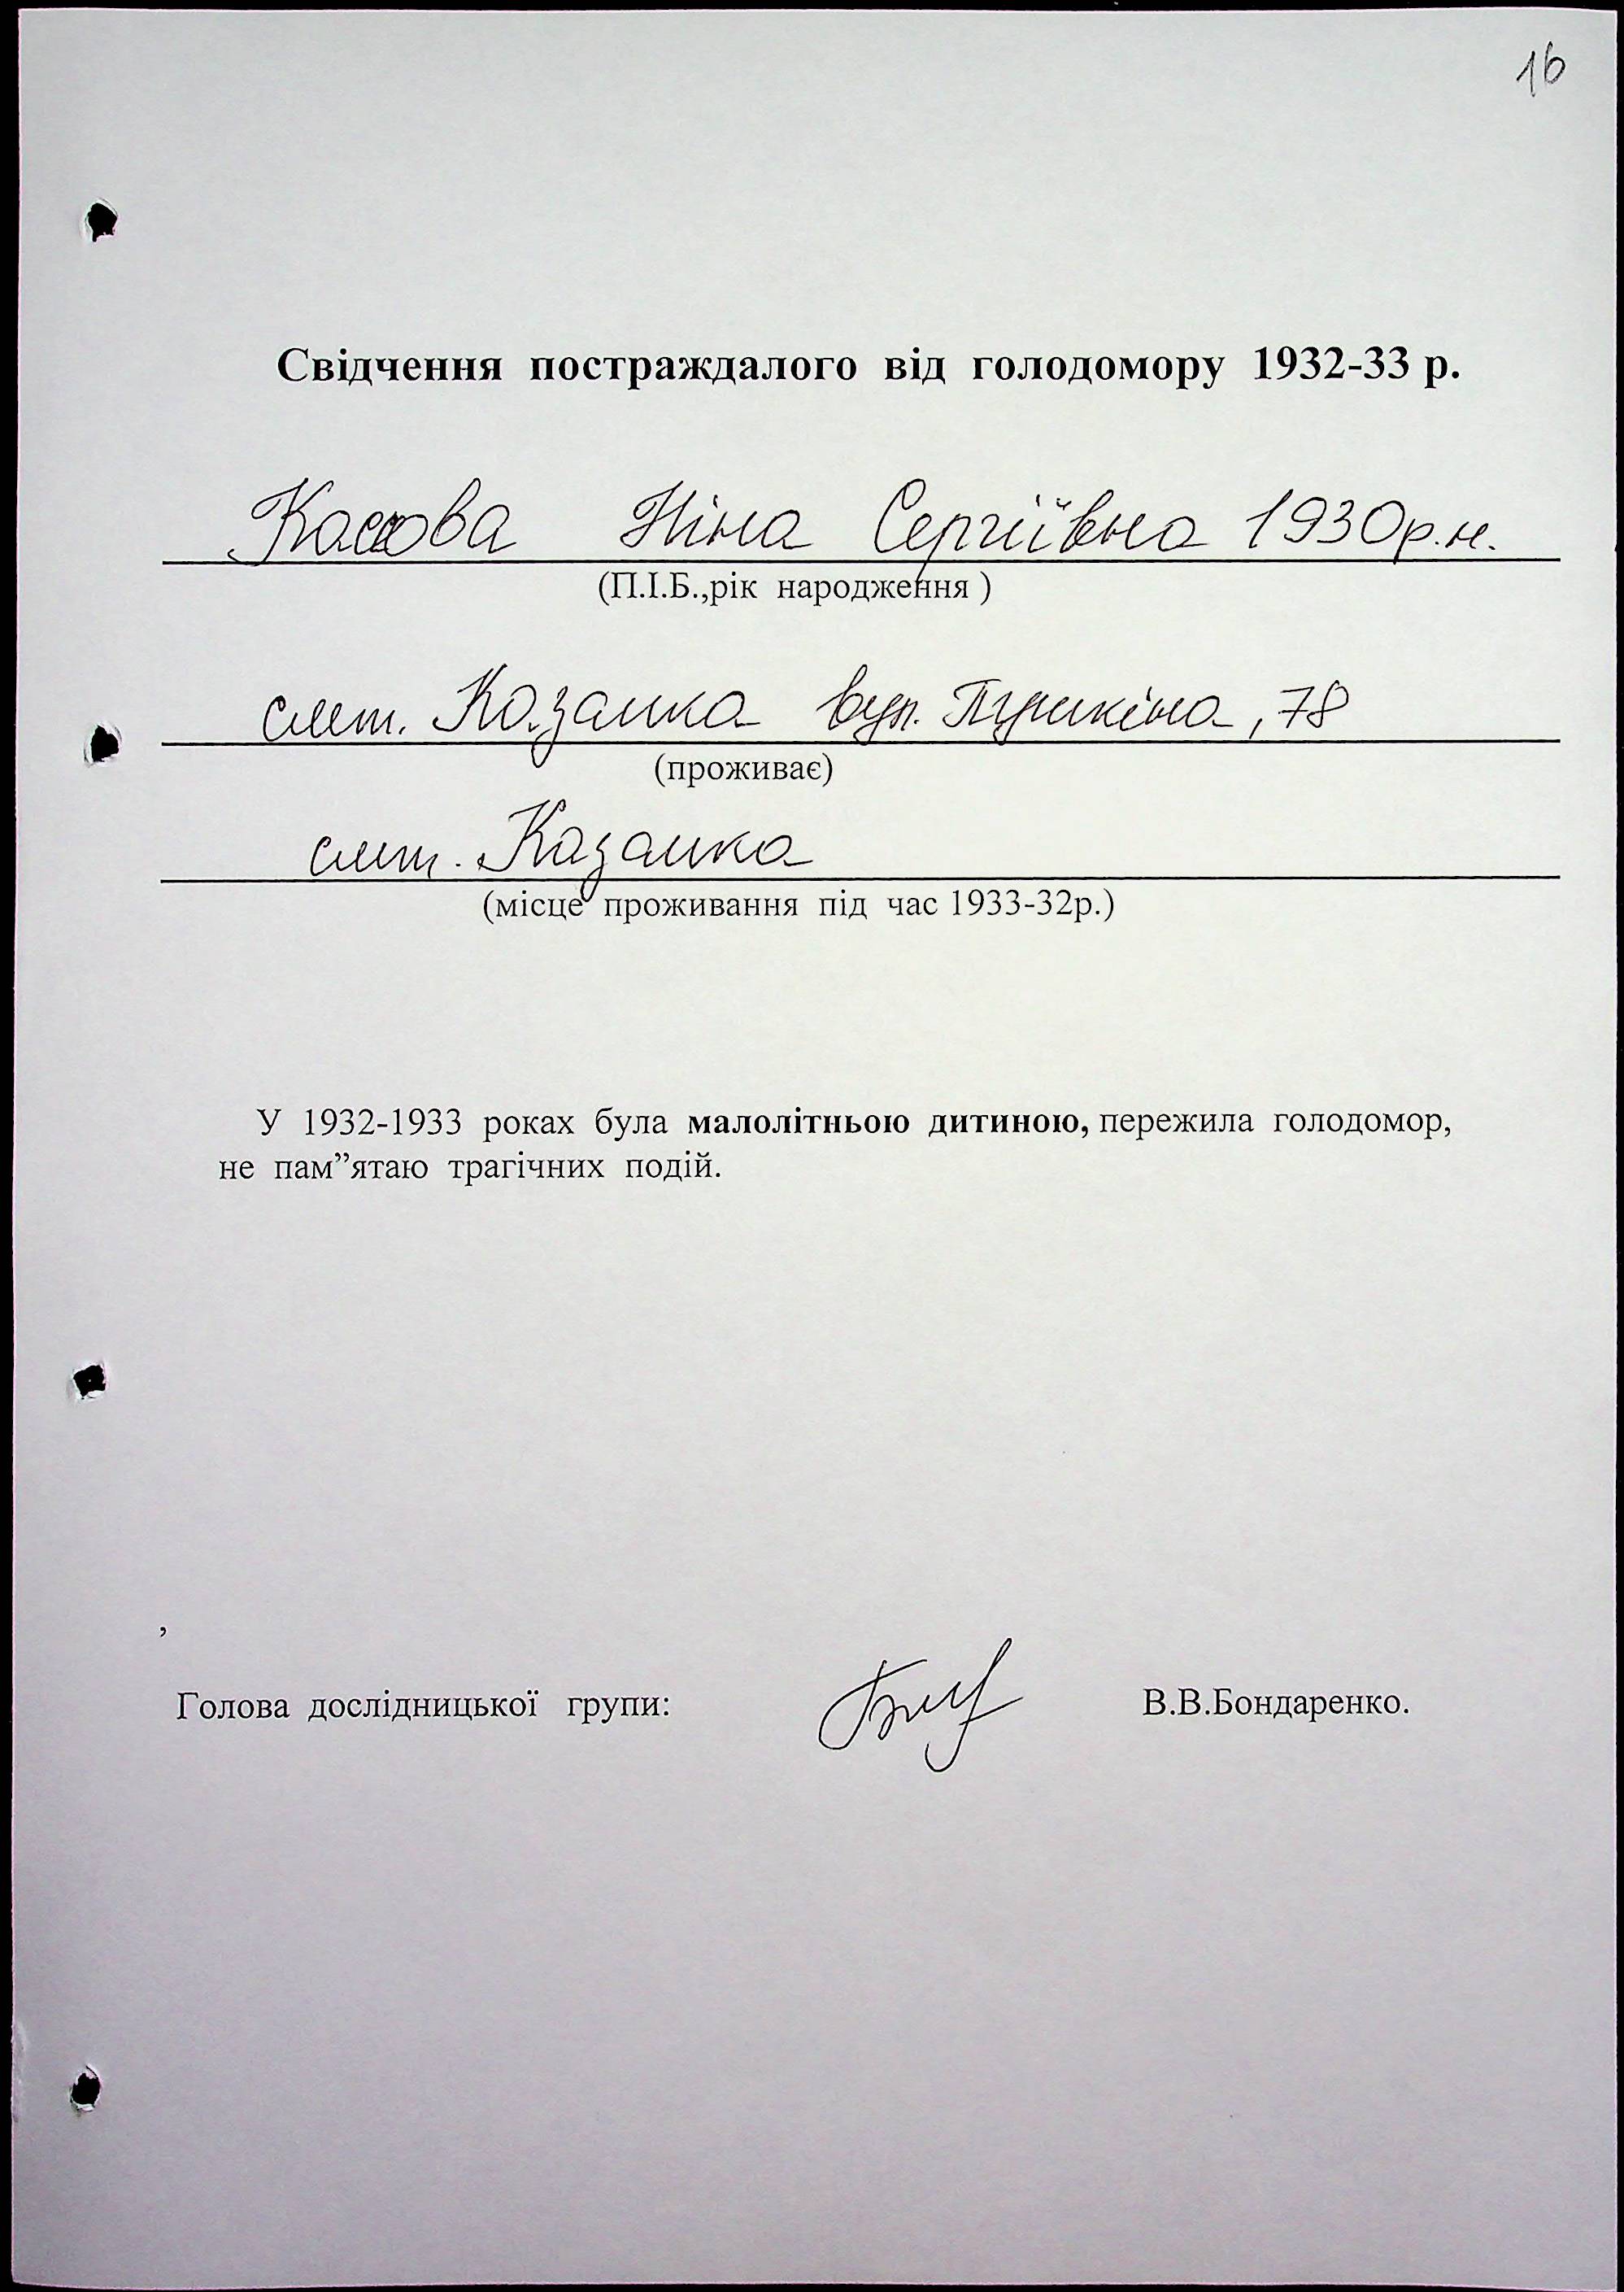 16
Свідчення постраждалого від голодомору 1932-33 р.
Ніна Сергіївна 1930р.н.
(П.І.Б.,рік народження )
смт. Казанка вул. Пушкіна, 78
(проживає)
смт. Казанка
(місце проживання під час 1933-32р.)
У 1932-1933 роках була малолітньою дитиною, пережила голодомор,
не пам”ятаю трагічних подій.
,
Голова дослідницької групи: В.В.Бондаренко.